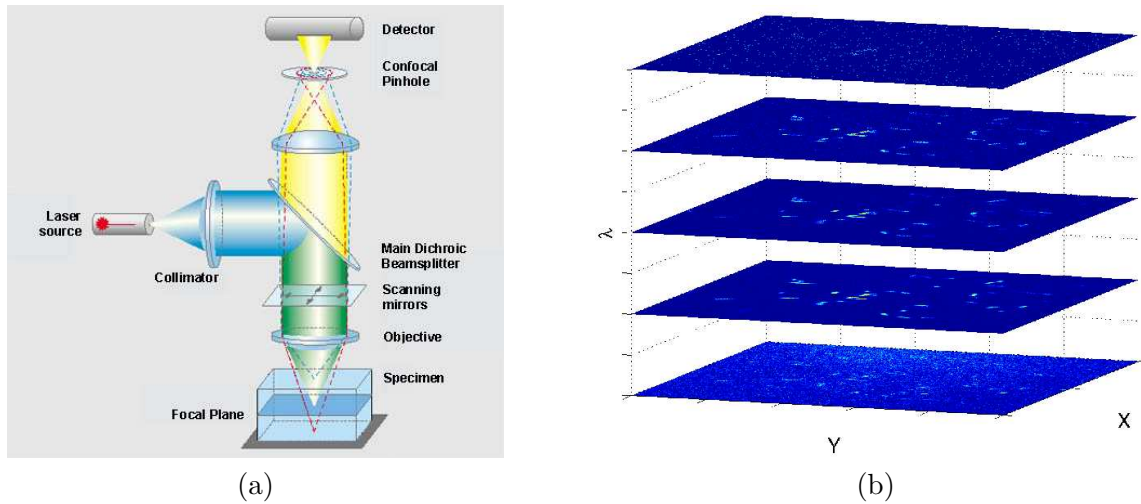 Detector
Confocal
Pinhole
Laser
source
Collimator
Main Dichroic
Beamsplitter
Scanning
mirrors
Objective
Specimen
Focal Plane
(a)
λ
Y
X
(b)